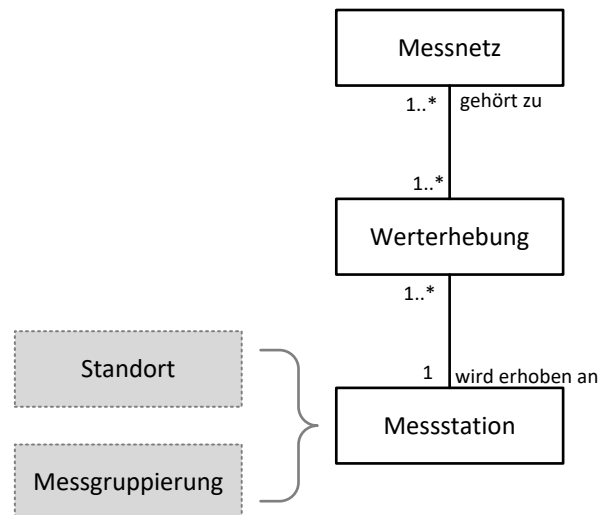 Messnetz
1..*
gehört zu
1..*
Werterhebung
1..*
Standort
1
wird erhoben an
Messstation
Messgruppierung